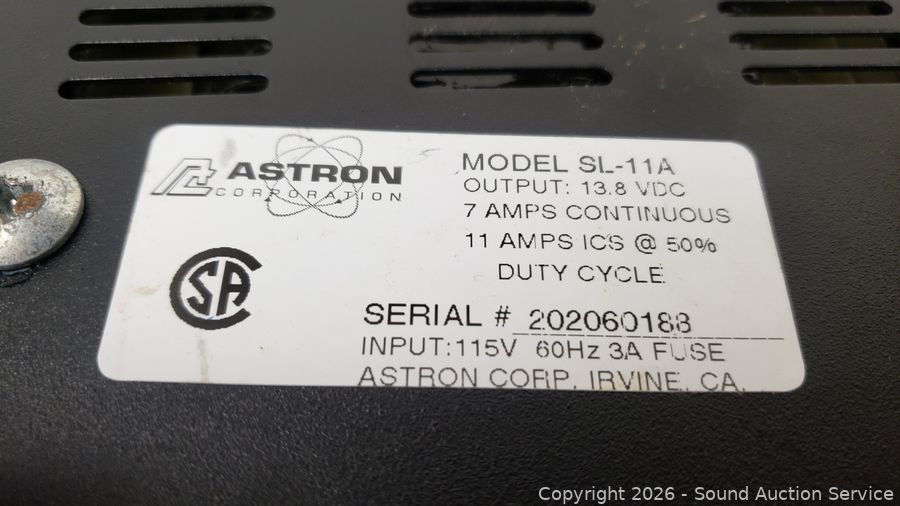 ASTRON
CORPORATION
MODEL SL-11A
OUTPUT: 13.8 VDC
7 AMPS CONTINUOUS
11 AMPS ICS @ 50%
DUTY CYCLE
SA
SERIAL # 202060188
INPUT:115V 60Hz 3A FUSE
ASTRON CORP. IRVINE, CA.
Copyright 2026 - Sound Auction Service